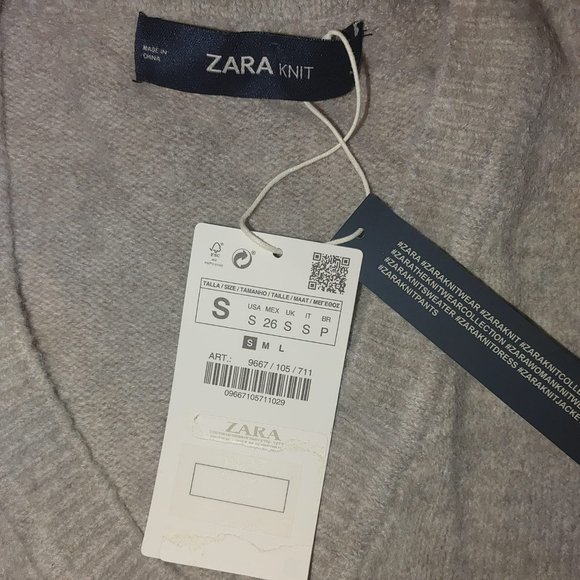 MADE IN
CHINA
ZARA KNIT
FSC
TALLA / SIZE / TAMANHO / TAILLE / MAAT / ΜΕΓΕΘΟΣ
S
USA MEX UK IT BR
S 26 S S P
S M L
ART.: 9667 / 105 / 711
09667105711029
ZARA
#ZARA #ZARAKNITWEAR #ZARAKNIT #ZARAKNITCOLL
#ZARATHEKNITWEARCOLLECTION #ZARAWOMANKNITW
#ZARAKNITSWEATER #ZARAKNITDRESS #ZARAKNITJACKE
#ZARAKNITPANTS